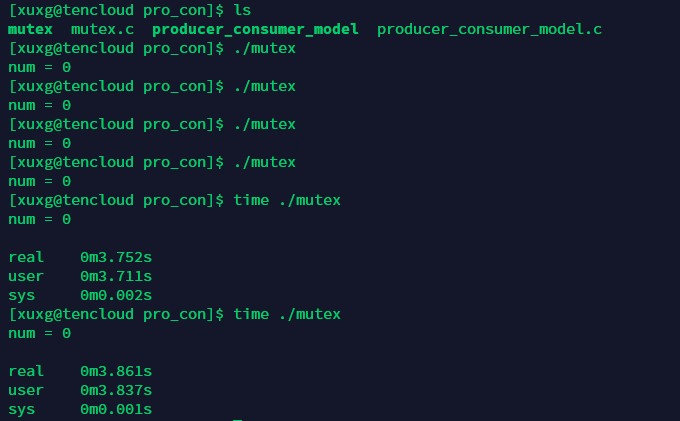 [xuxg@tencloud pro_con]$ ls
mutex  mutex.c  producer_consumer_model  producer_consumer_model.c
[xuxg@tencloud pro_con]$ ./mutex
num = 0
[xuxg@tencloud pro_con]$ ./mutex
num = 0
[xuxg@tencloud pro_con]$ ./mutex
num = 0
[xuxg@tencloud pro_con]$ ./mutex
num = 0
[xuxg@tencloud pro_con]$ time ./mutex
num = 0
real    0m3.752s
user    0m3.711s
sys     0m0.002s
[xuxg@tencloud pro_con]$ time ./mutex
num = 0
real    0m3.861s
user    0m3.837s
sys     0m0.001s